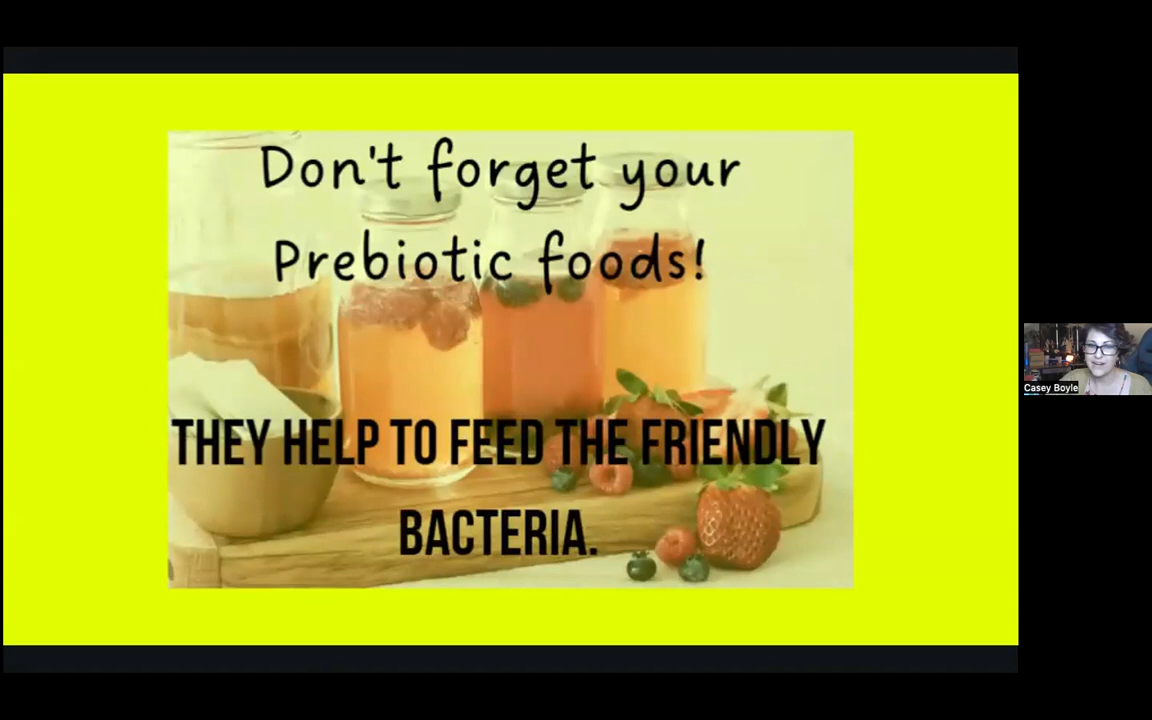 Don't forget your
Prebiotic foods!
THEY HELP TO FEED THE FRIENDLY
BACTERIA.
Casey Boyle